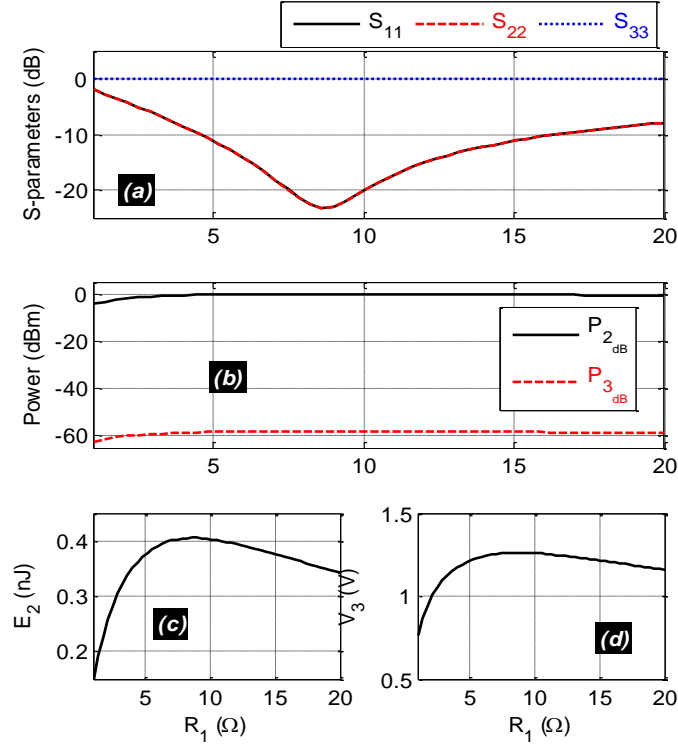 S11 S22 S33
S-parameters (dB)
0
-10
-20
(a)
5 10 15 20
Power (dBm)
0
-20
-40
-60
(b)
P2dB
P3dB
5 10 15 20
E2 (nJ)
0.4
0.3
0.2
(c)
5 10 15 20
R1 (Ω)
V3 (V)
1.5
1
0.5
(d)
5 10 15 20
R1 (Ω)